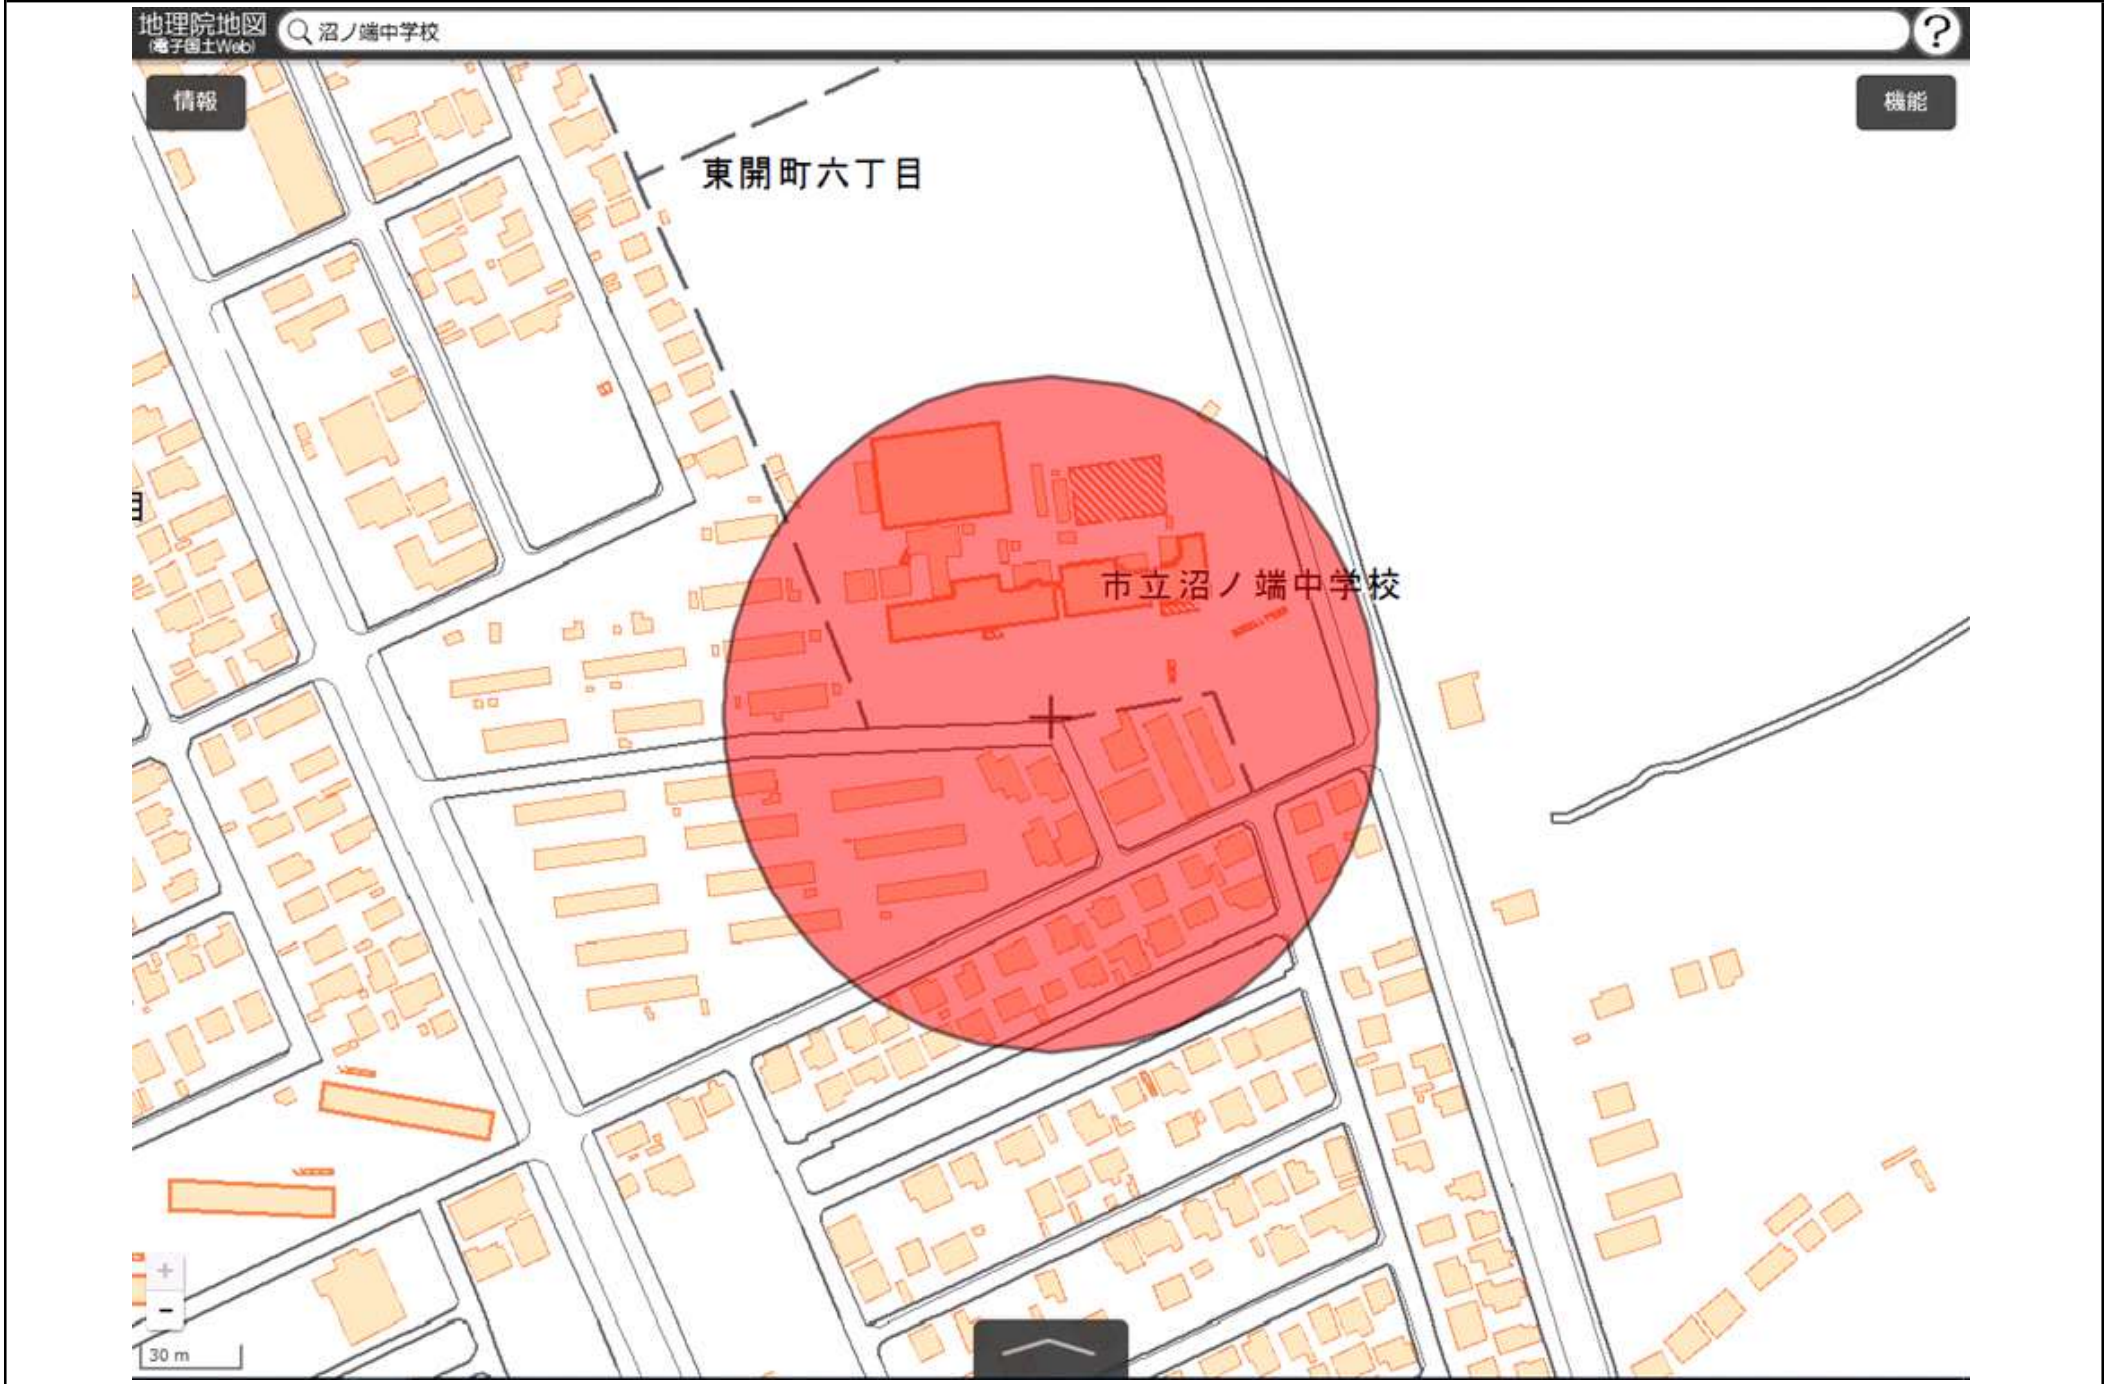 地理院地図
(電子国土Web)
沼ノ端中学校
?
情報
機能
東開町六丁目
目
市立沼ノ端中学校
+
-
30 m